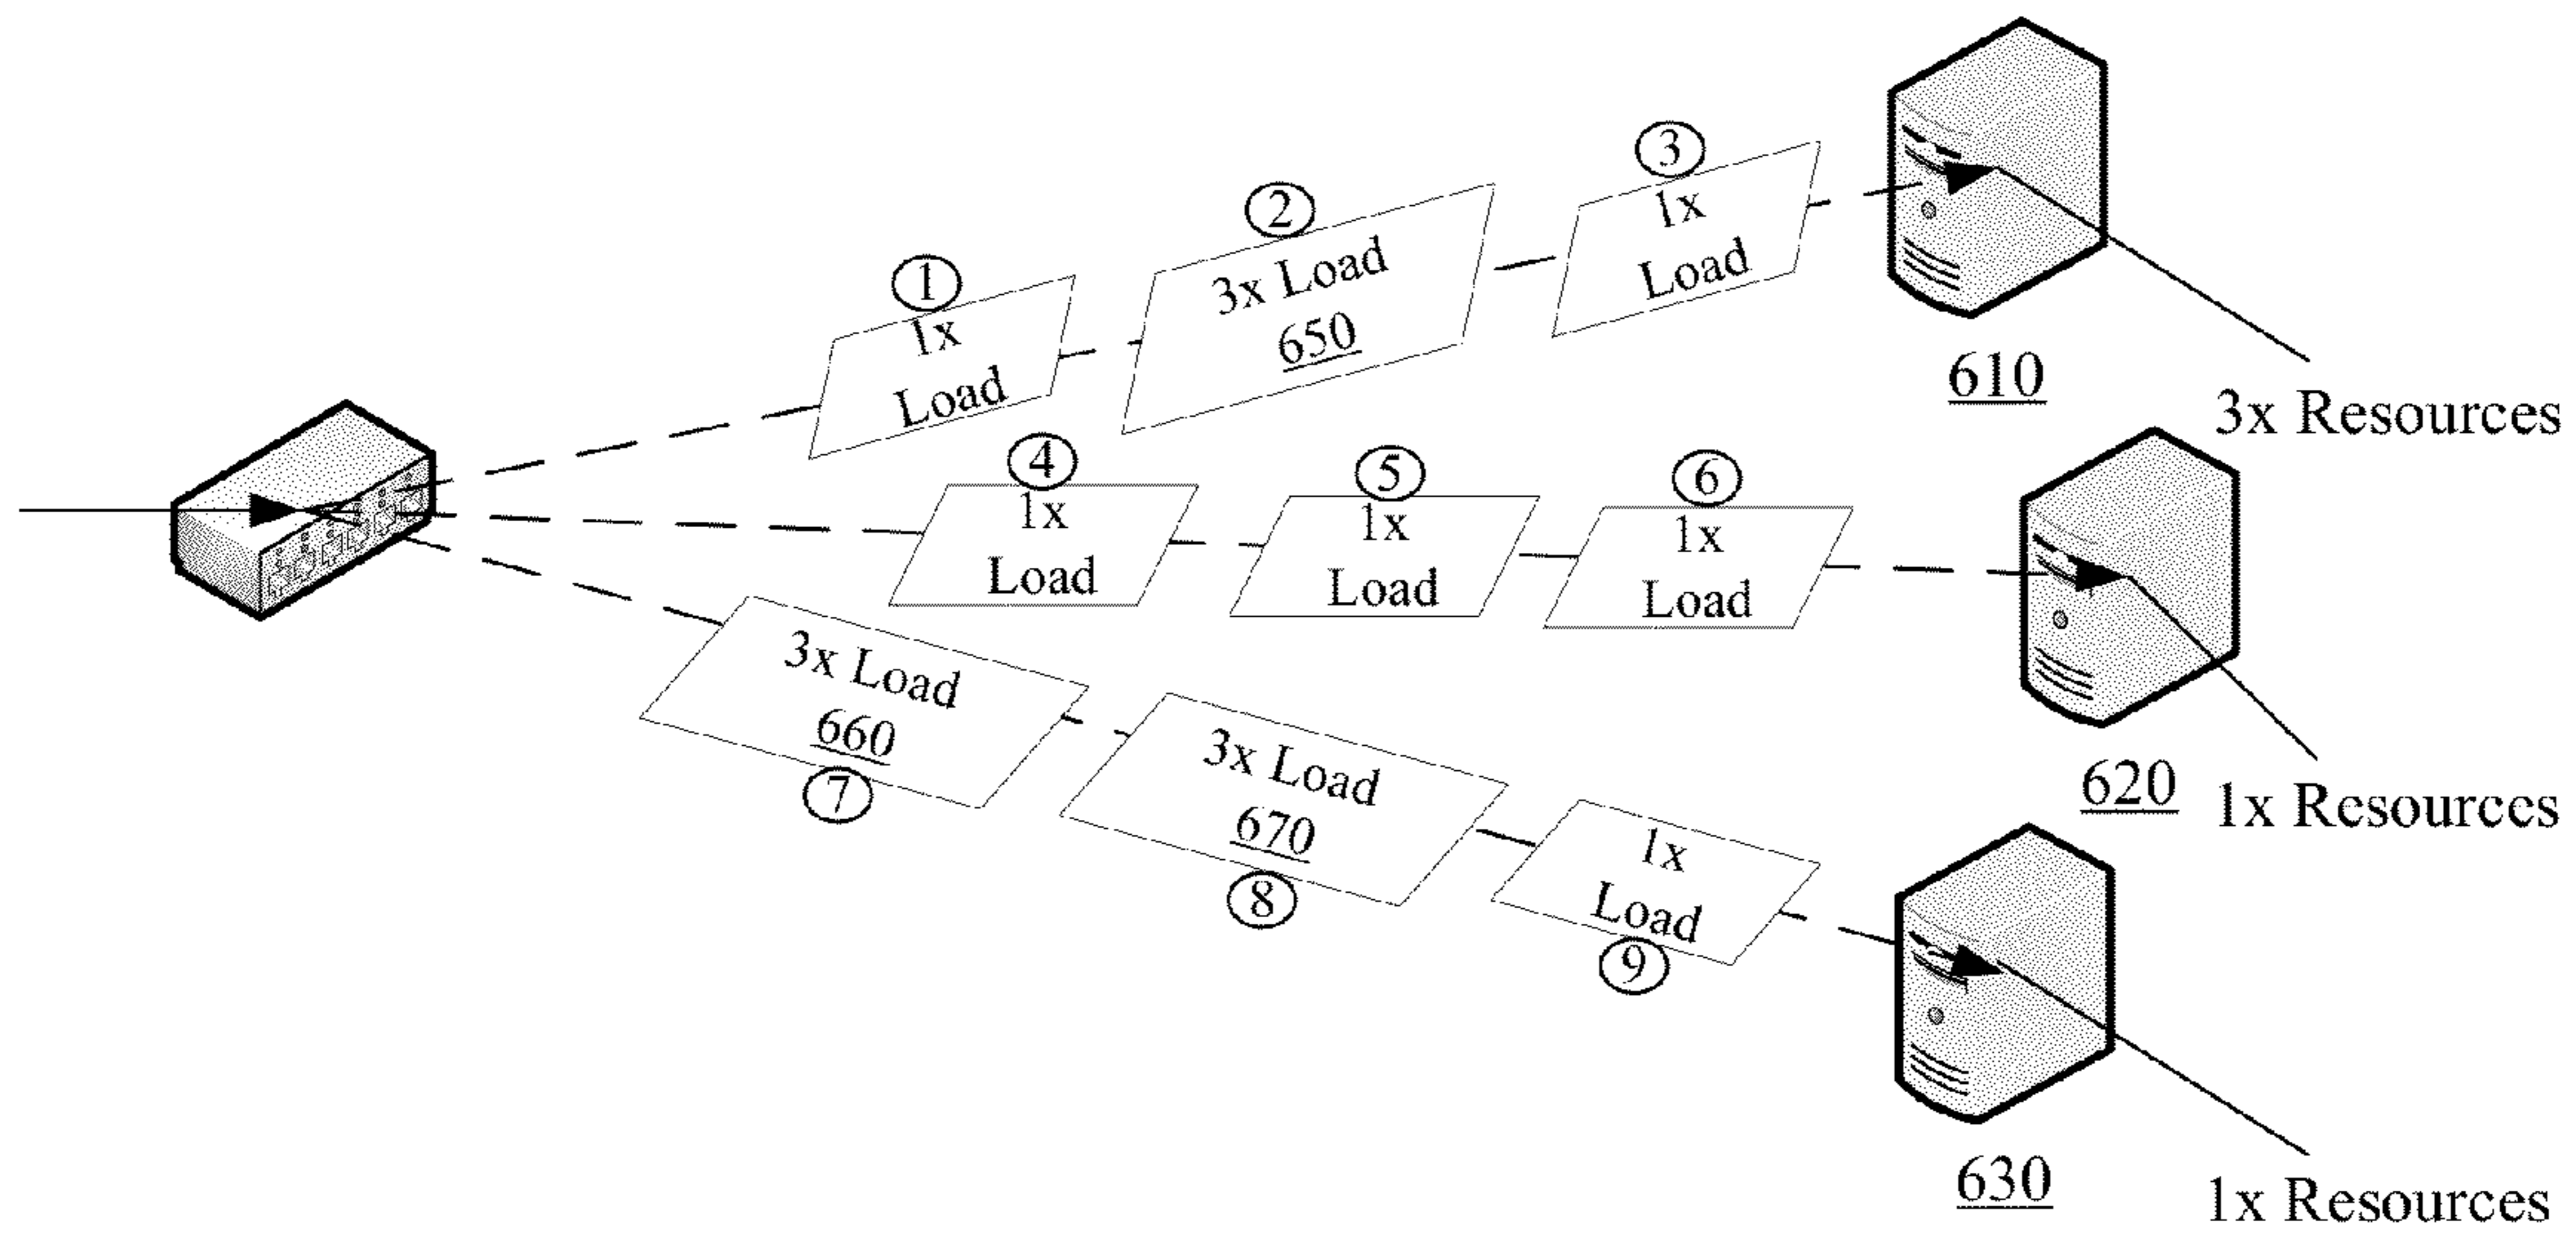 ①
1x
Load
②
3x Load
650
③
1x
Load
610
3x Resources
④
1x
Load
⑤
1x
Load
⑥
1x
Load
620
1x Resources
3x Load
660
⑦
3x Load
670
⑧
1x
Load
⑨
630
1x Resources